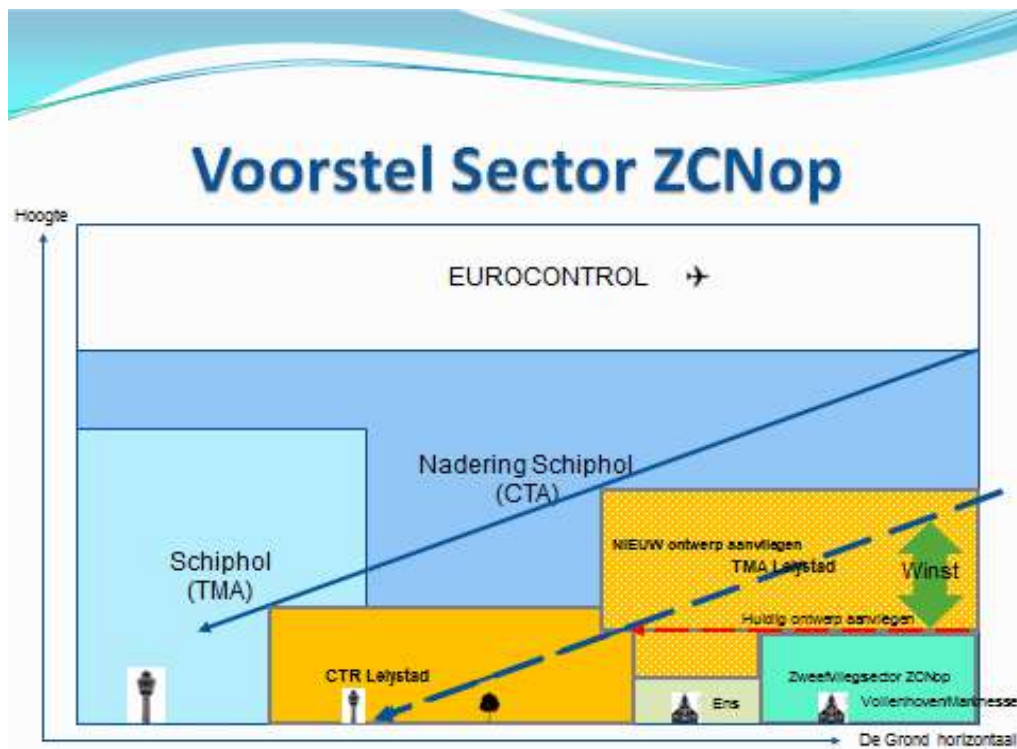 Voorstel Sector ZCNop
Hoogte
EUROCONTROL
Nadering Schiphol
(CTA)
Schiphol
(TMA)
NIEUW ontwerp aanvliegen
TMA Lelystad
Winst
Huidig ontwerp aanvliegen
CTR Lelystad
Zweefvliegsector ZCNop
Ens
Vollenhoven/Marknesse
De Grond horizontaal